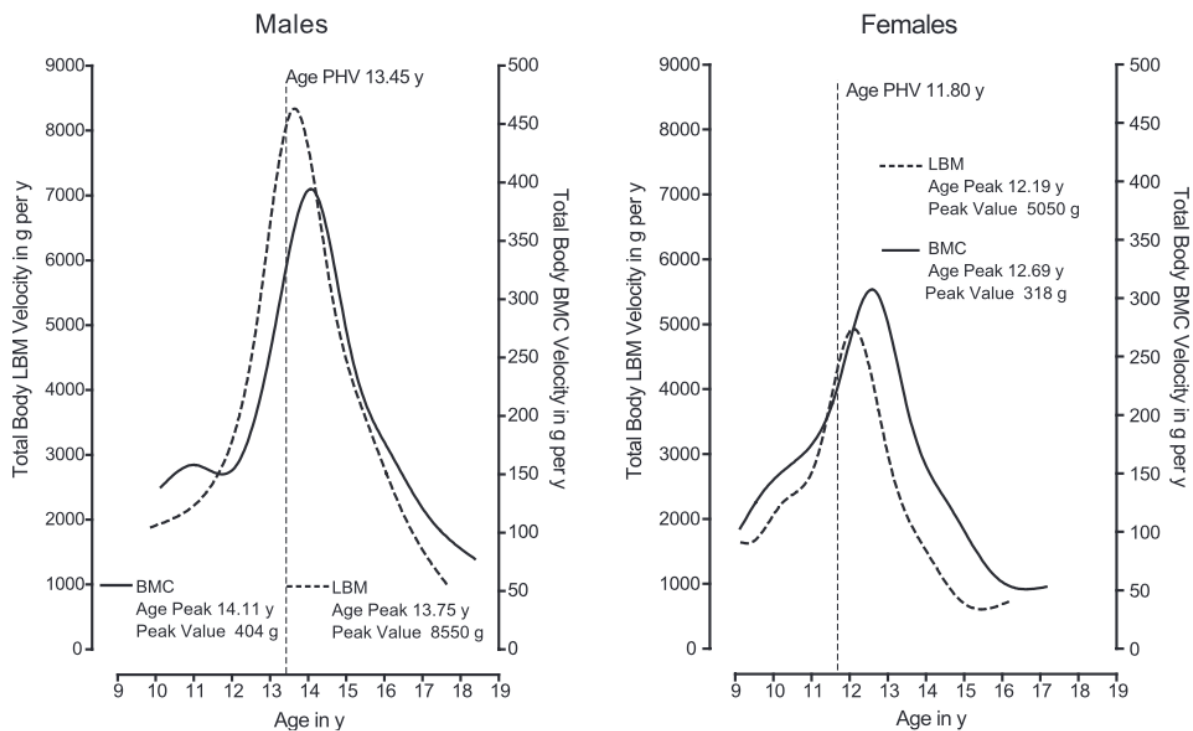 Males
Age PHV 13.45 y
Total Body LBM Velocity in g per y
9000
8000
7000
6000
5000
4000
3000
2000
1000
0
500
450
400
350
300
250
200
150
100
50
0
Total Body BMC Velocity in g per y
BMC
Age Peak 14.11 y
Peak Value 404 g
LBM
Age Peak 13.75 y
Peak Value 8550 g
9 10 11 12 13 14 15 16 17 18 19
Age in y
Females
Age PHV 11.80 y
Total Body LBM Velocity in g per y
9000
8000
7000
6000
5000
4000
3000
2000
1000
0
LBM
Age Peak 12.19 y
Peak Value 5050 g
BMC
Age Peak 12.69 y
Peak Value 318 g
500
450
400
350
300
250
200
150
100
50
0
Total Body BMC Velocity in g per y
9 10 11 12 13 14 15 16 17 18 19
Age in y